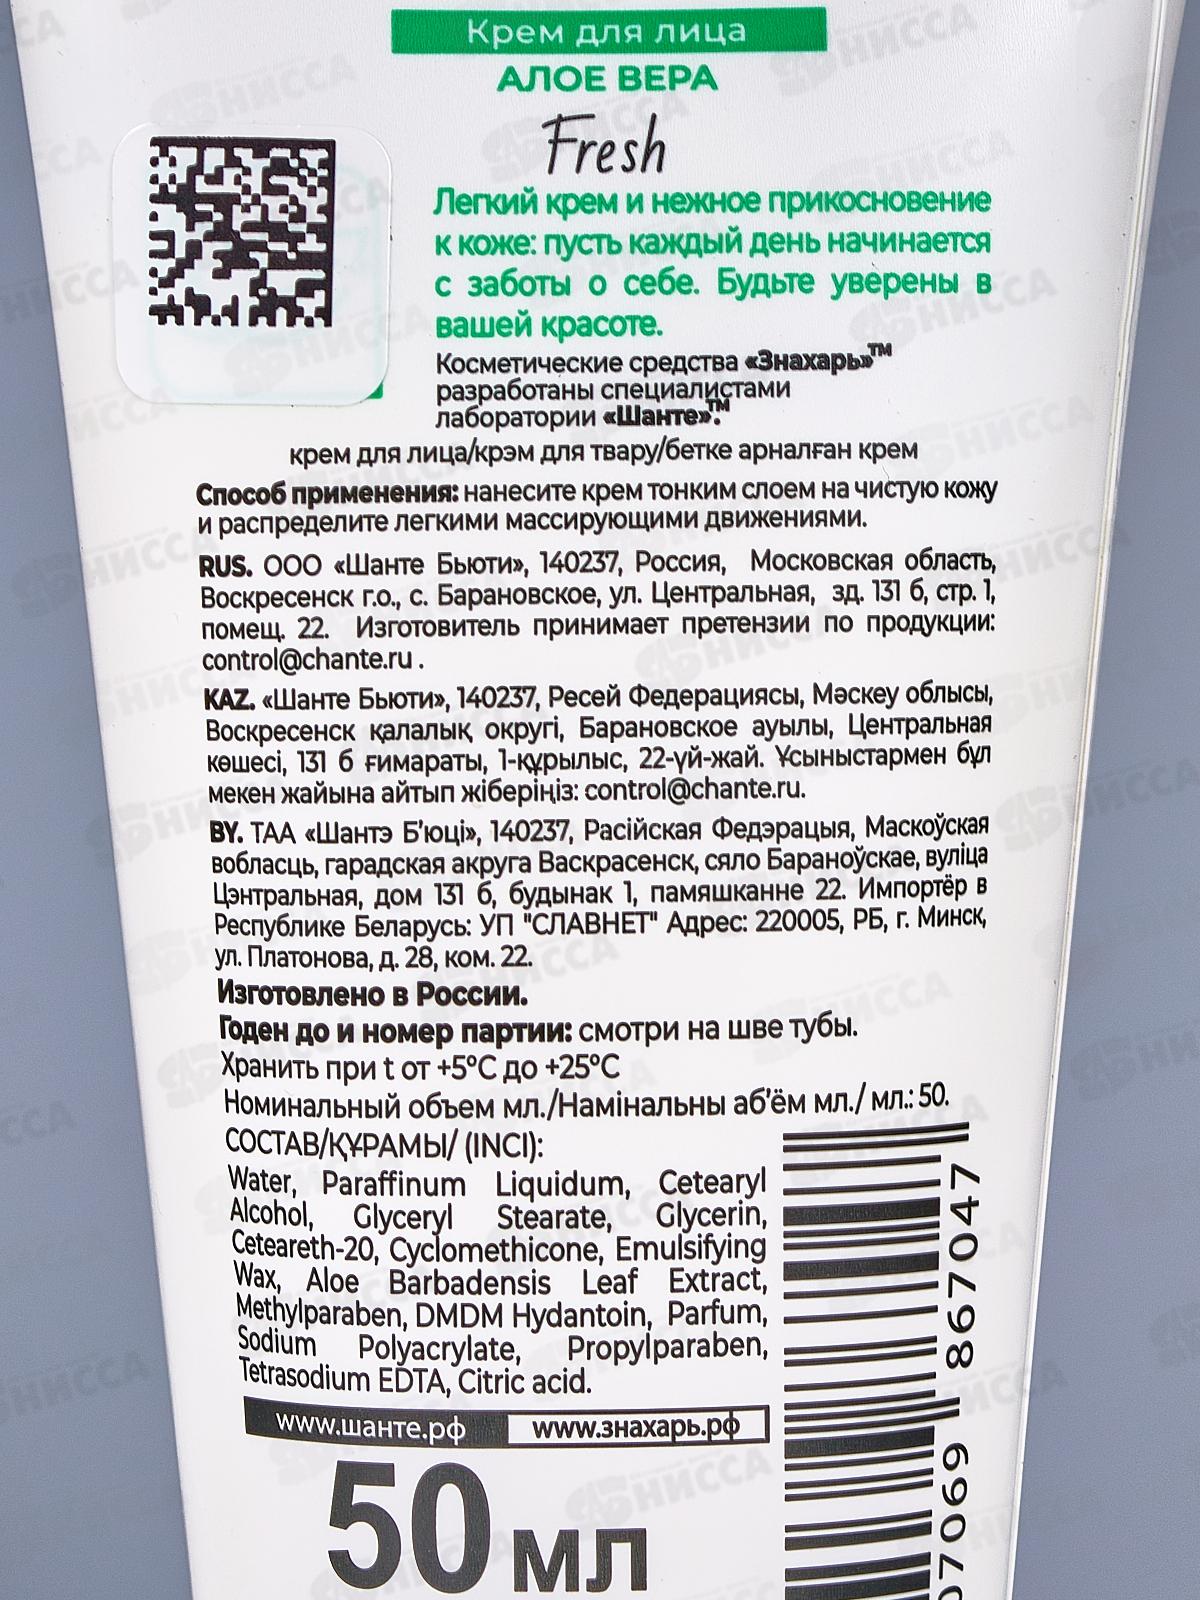 Крем для лица
АЛОЕ ВЕРА
Fresh
Легкий крем и нежное прикосновение
к коже: пусть каждый день начинается
с заботы о себе. Будьте уверены в
вашей красоте.
Косметические средства «Знахарь»™
разработаны специалистами
лаборатории «Шанте»™.
крем для лица/крэм для твару/бетке арналған крем
Способ применения: нанесите крем тонким слоем на чистую кожу
и распределите легкими массирующими движениями.
RUS. ООО «Шанте Бьюти», 140237, Россия, Московская область,
Воскресенск г.о., с. Барановское, ул. Центральная, зд. 131 б, стр. 1,
помещ. 22. Изготовитель принимает претензии по продукции:
control@chante.ru .
KAZ. «Шанте Бьюти», 140237, Ресей Федерациясы, Мәскеу облысы,
Воскресенск қалалық округі, Барановское ауылы, Центральная
көшесі, 131 б ғимараты, 1-құрылыс, 22-үй-жай. Ұсыныстармен бұл
мекен жайына айтып жіберіңіз: control@chante.ru.
BY. ТАА «Шантэ Б'юці», 140237, Расійская Федэрацыя, Маскоўская
вобласць, гарадская акруга Васкрасенск, сяло Бараноўскае, вуліца
Цэнтральная, дом 131 б, будынак 1, памяшканне 22. Импортёр в
Республике Беларусь: УП "СЛАВНЕТ" Адрес: 220005, РБ, г. Минск,
ул. Платонова, д. 28, ком. 22.
Изготовлено в России.
Годен до и номер партии: смотри на шве тубы.
Хранить при t от +5°C до +25°C
Номинальный объем мл./Намінальны аб'ём мл./ мл.: 50.
СОСТАВ/ҚҰРАМЫ/ (INCI):
Water, Paraffinum Liquidum, Cetearyl
Alcohol, Glyceryl Stearate, Glycerin,
Ceteareth-20, Cyclomethicone, Emulsifying
Wax, Aloe Barbadensis Leaf Extract,
Methylparaben, DMDM Hydantoin, Parfum,
Sodium Polyacrylate, Propylparaben,
Tetrasodium EDTA, Citric acid.
www.шанте.рф www.знахарь.рф
50 мл
07069 867047
НИССА